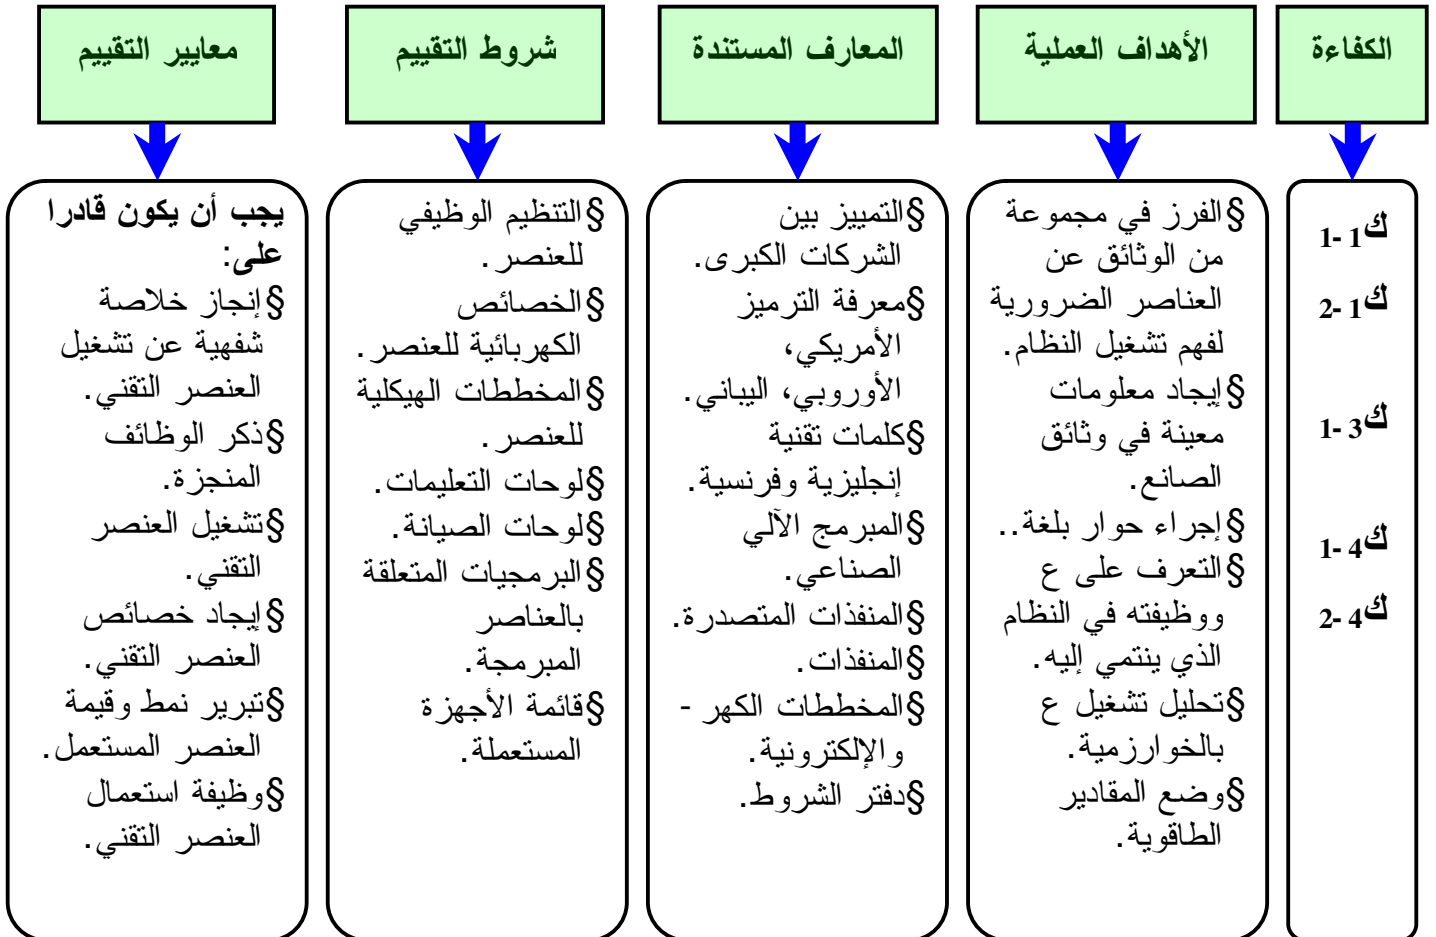 الكفاءة
الأهداف العملية
المعارف المستندة
شروط التقييم
معايير التقييم
ك1-1
ك1-2
ك3-1
ك4-1
ك4-2
§الفرز في مجموعة
من الوثائق عن
العناصر الضرورية
لفهم تشغيل النظام.
§إيجاد معلومات
معينة في وثائق
الصانع.
§إجراء حوار بلغة..
§التعرف على ع
ووظيفته في النظام
الذي ينتمي إليه.
§تحليل تشغيل ع
بالخوارزمية.
§وضع المقادير
الطاقوية.
§التمييز بين
الشركات الكبرى.
§معرفة الترميز
الأمريكي،
الأوروبي، اليباني.
§كلمات تقنية
إنجليزية وفرنسية.
§المبرمج الآلي
الصناعي.
§المنفذات المتصدرة.
§المنفذات.
§المخططات الكهر -
والإلكترونية.
§دفتر الشروط.
§التنظيم الوظيفي
للعنصر.
§الخصائص
الكهربائية للعنصر.
§المخططات الهيكلية
للعنصر.
§لوحات التعليمات.
§لوحات الصيانة.
§البرمجيات المتعلقة
بالعناصر
المبرمجة.
§قائمة الأجهزة
المستعملة.
يجب أن يكون قادرا
على:
§إنجاز خلاصة
شفهية عن تشغيل
العنصر التقني.
§ذكر الوظائف
المنجزة.
§تشغيل العنصر
التقني.
§إيجاد خصائص
العنصر التقني.
§تبرير نمط وقيمة
العنصر المستعمل.
§وظيفة استعمال
العنصر التقني.